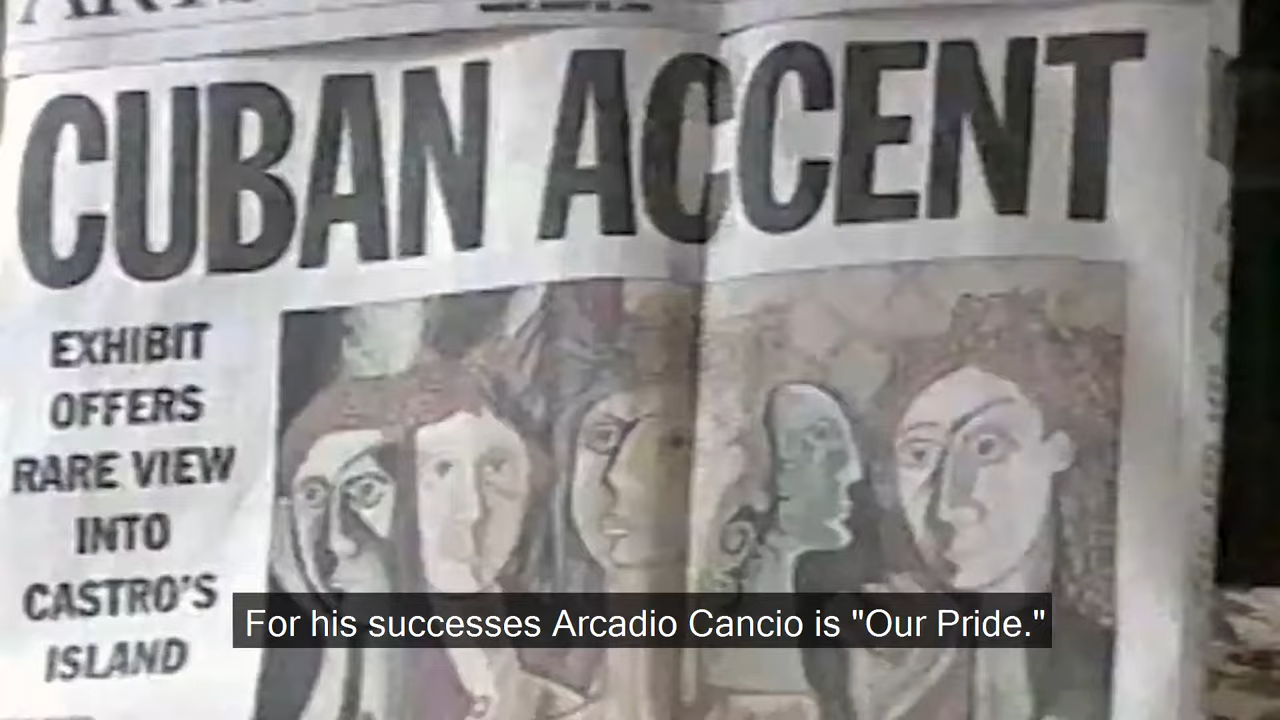 CUBAN ACCENT
EXHIBIT
OFFERS
RARE VIEW
INTO
CASTRO'S
ISLAND
For his successes Arcadio Cancio is "Our Pride."